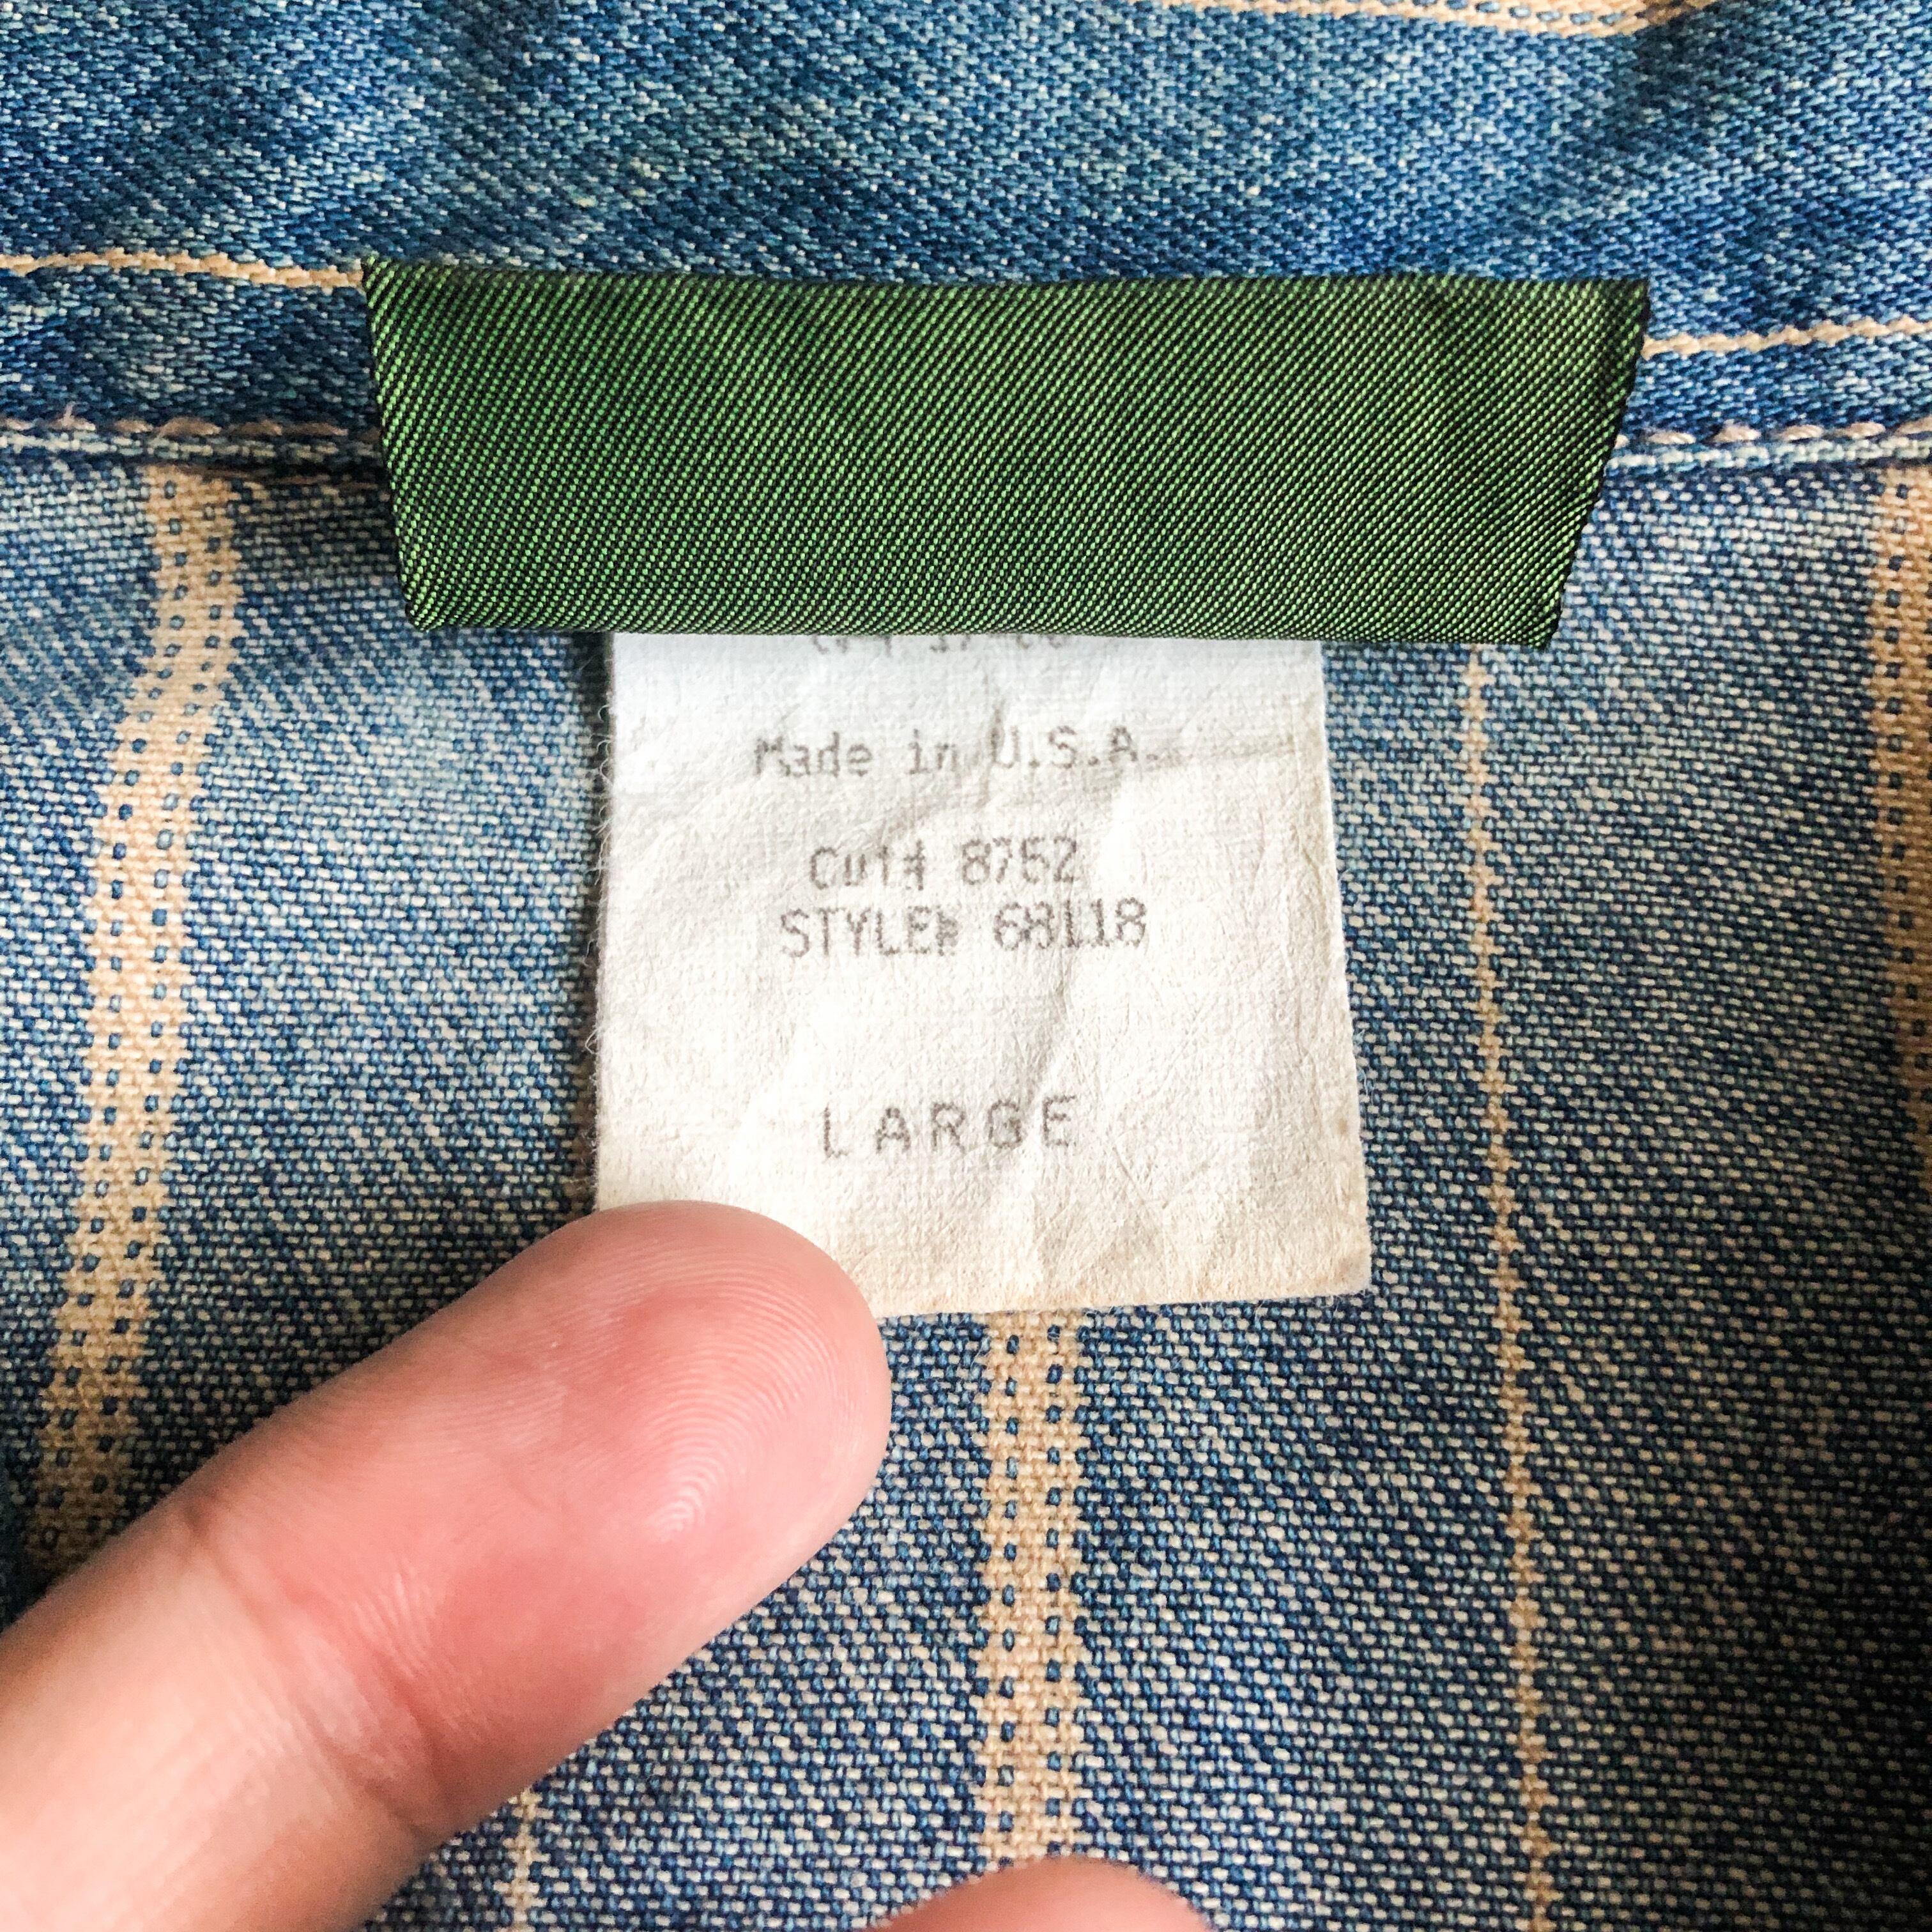 Made in U.S.A.
Cut# 8752
STYLE# 68118
LARGE